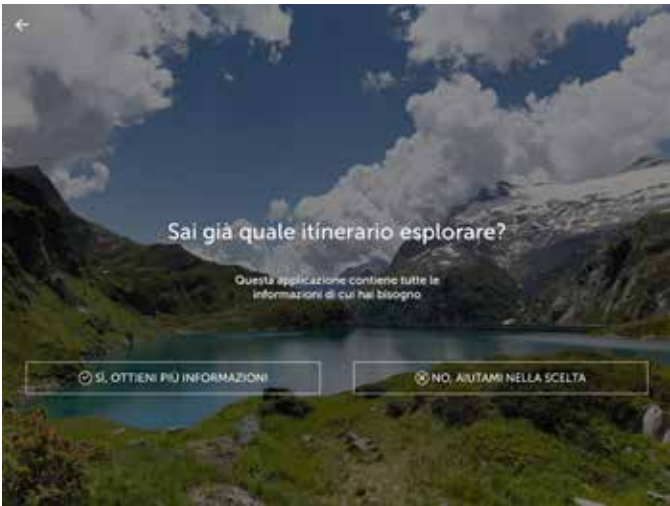 Sai già quale itinerario esplorare?
Questa applicazione contiene tutte le
informazioni di cui hai bisogno
SÌ, OTTIENI PIÙ INFORMAZIONI
NO, AIUTAMI NELLA SCELTA